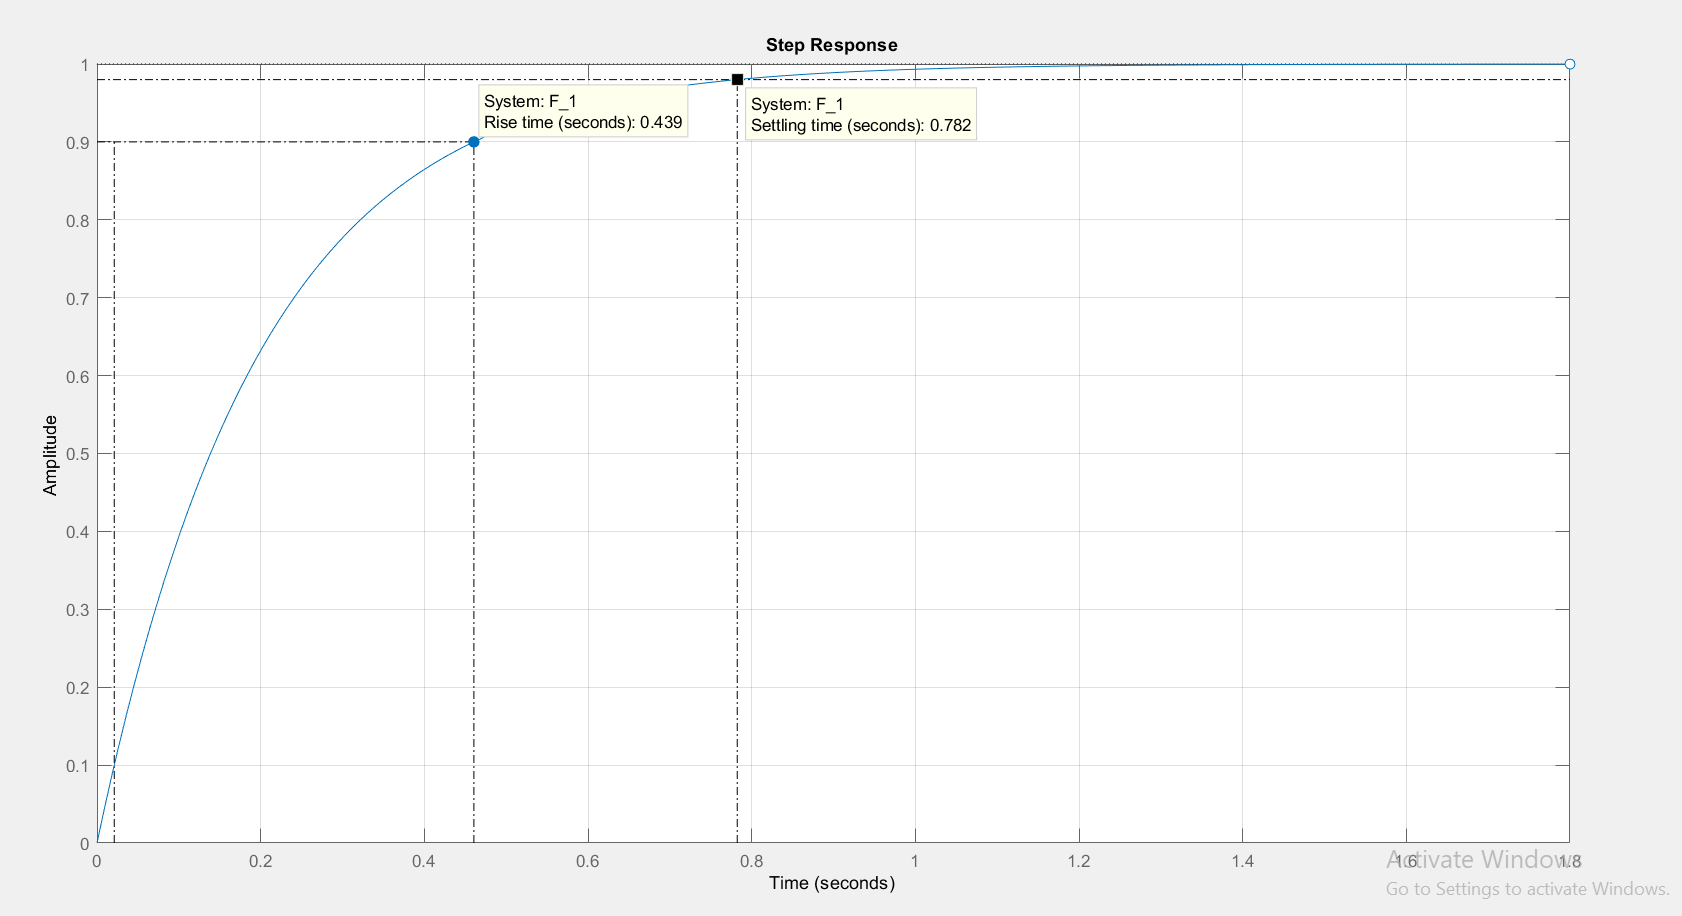 Step Response
1
0.9
0.8
0.7
0.6
0.5
0.4
0.3
0.2
0.1
0
Amplitude
System: F_1
Rise time (seconds): 0.439
System: F_1
Settling time (seconds): 0.782
0 0.2 0.4 0.6 0.8 1 1.2 1.4 1.6 1.8
Time (seconds)
Activate Windows
Go to Settings to activate Windows.